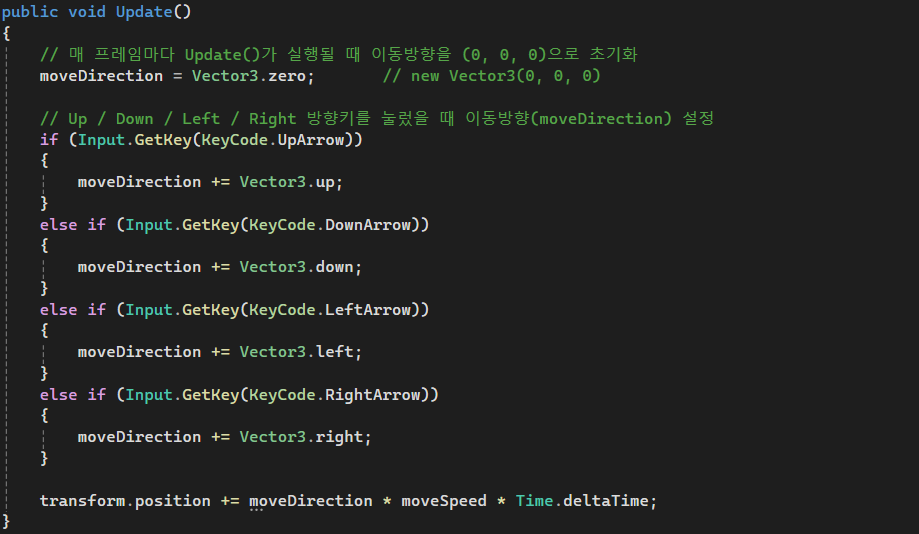 public void Update()
{
// 매 프레임마다 Update()가 실행될 때 이동방향을 (0, 0, 0)으로 초기화
moveDirection = Vector3.zero; // new Vector3(0, 0, 0)
// Up / Down / Left / Right 방향키를 눌렀을 때 이동방향(moveDirection) 설정
if (Input.GetKey(KeyCode.UpArrow))
{
moveDirection += Vector3.up;
}
else if (Input.GetKey(KeyCode.DownArrow))
{
moveDirection += Vector3.down;
}
else if (Input.GetKey(KeyCode.LeftArrow))
{
moveDirection += Vector3.left;
}
else if (Input.GetKey(KeyCode.RightArrow))
{
moveDirection += Vector3.right;
}
transform.position += moveDirection * moveSpeed * Time.deltaTime;
}